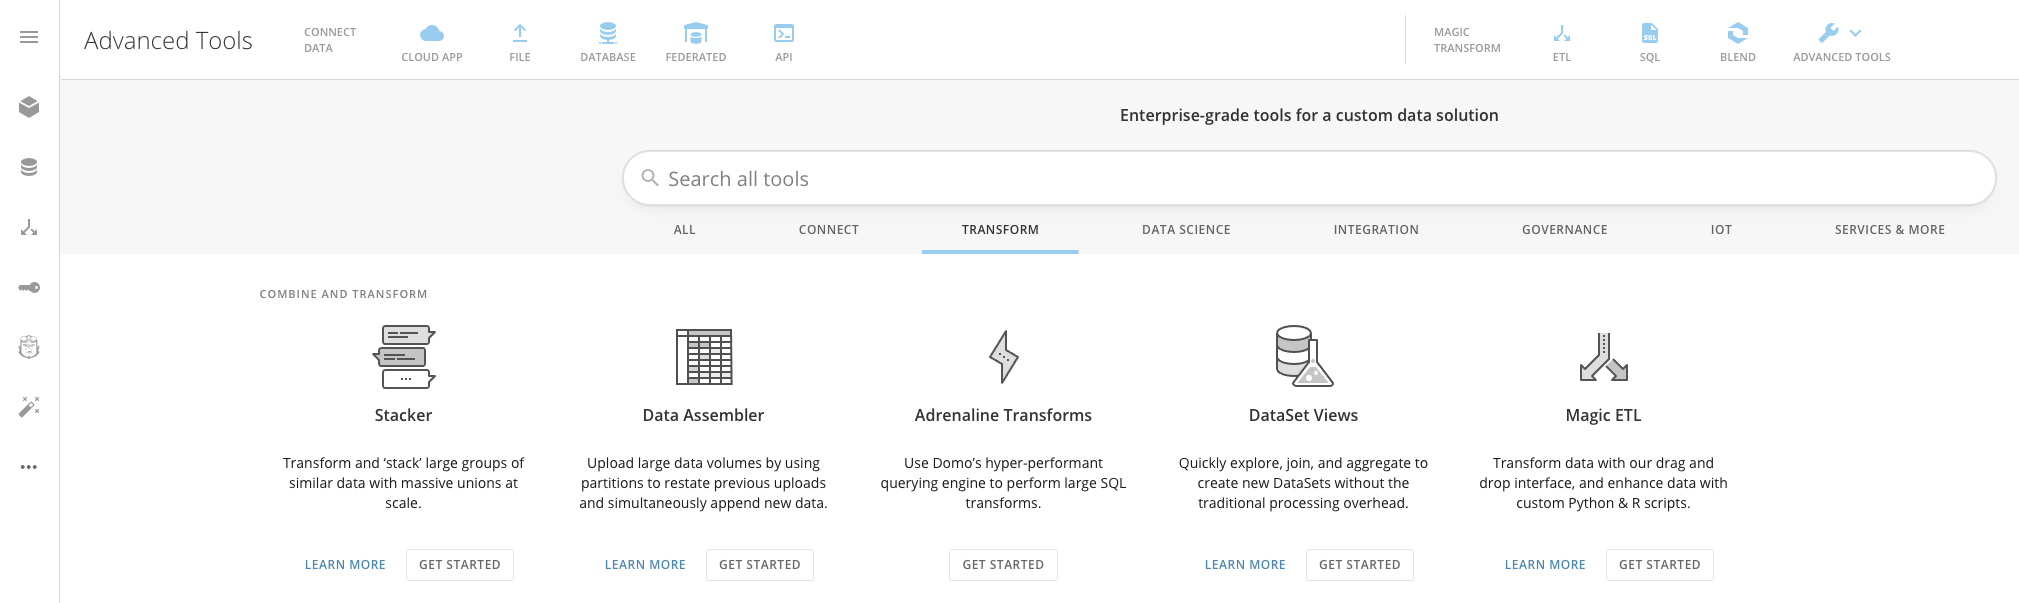 Advanced Tools
CONNECT
DATA
CLOUD APP
FILE
DATABASE
FEDERATED
API
MAGIC
TRANSFORM
ETL
SQL
SQL
BLEND
ADVANCED TOOLS
Enterprise-grade tools for a custom data solution
Search all tools
ALL
CONNECT
TRANSFORM
DATA SCIENCE
INTEGRATION
GOVERNANCE
IOT
SERVICES & MORE
COMBINE AND TRANSFORM
Stacker
Transform and ‘stack’ large groups of
similar data with massive unions at
scale.
LEARN MORE
GET STARTED
Data Assembler
Upload large data volumes by using
partitions to restate previous uploads
and simultaneously append new data.
LEARN MORE
GET STARTED
Adrenaline Transforms
Use Domo’s hyper-performant
querying engine to perform large SQL
transforms.
GET STARTED
DataSet Views
Quickly explore, join, and aggregate to
create new DataSets without the
traditional processing overhead.
LEARN MORE
GET STARTED
Magic ETL
Transform data with our drag and
drop interface, and enhance data with
custom Python & R scripts.
LEARN MORE
GET STARTED